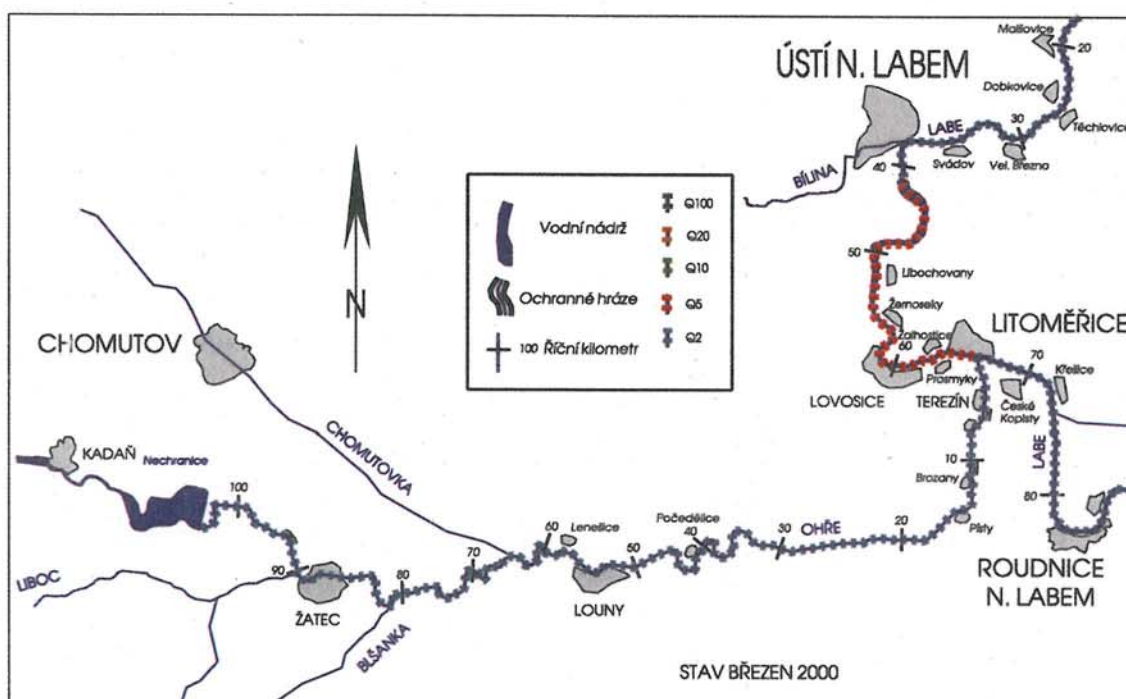 Malšovice
20
ÚSTÍ N. LABEM
Dobkovice
30
LABE
Těchlovice
Svádov
Vel. Března
40
BÍLINA
Q100
Vodní nádrž
Q20
Q10
Ochranné hráze
Q5
100 Říční kilometr
Q2
N
50
Libochovany
Žernoseky
Žalhostice
LITOMĚŘICE
60
70
Křešice
Prosmyky
LOVOSICE
TEREZÍN
České
Kopisty
CHOMUTOV
CHOMUTOVKA
KADAŇ
Nechranice
10
LABE
Brozany
80
100
Počedělice
60
Lenešice
40
OHŘE
Písty
50
30
20
70
ROUDNICE
N. LABEM
LIBOC
90
80
ŽATEC
LOUNY
BLŠANKA
STAV BŘEZEN 2000